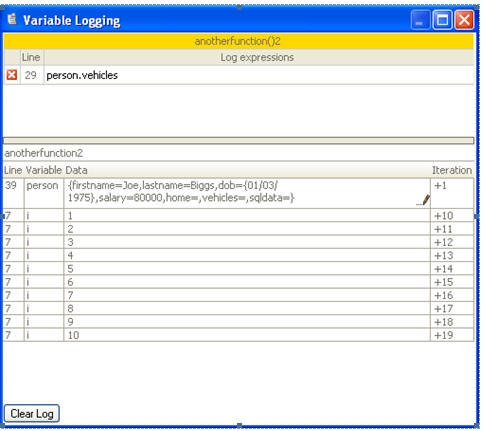 Variable Logging
anotherfunction()2
Line Log expressions
29 person.vehicles
anotherfunction2
Line Variable Data Iteration
39 person {firstname=Joe,lastname=Biggs,dob={01/03/ +1
1975},salary=80000,home=,vehicles=,sqldata=}
7 i 1 +10
7 i 2 +11
7 i 3 +12
7 i 4 +13
7 i 5 +14
7 i 6 +15
7 i 7 +16
7 i 8 +17
7 i 9 +18
7 i 10 +19
Clear Log